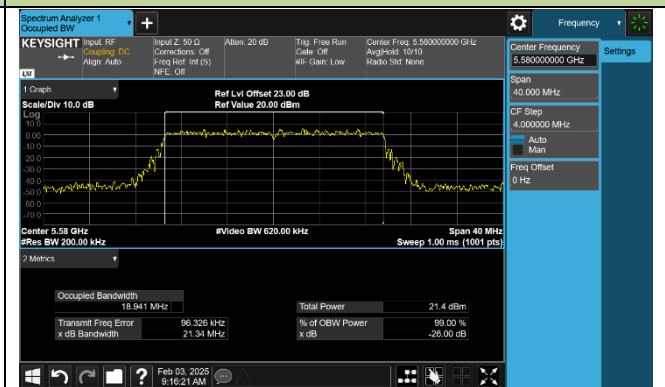 Spectrum Analyzer 1
Occupied BW
+
Frequency
KEYSIGHT
Input: RF
Coupling: DC
Align: Auto
Input Z: 50 Ω
Corrections: Off
Freq Ref: Int (S)
NFE: Off
Atten: 20 dB
Trig: Free Run
Gate: Off
#IF Gain: Low
Center Freq: 5.580000000 GHz
Avg|Hold: 10/10
Radio Std: None
LXI
Center Frequency
5.580000000 GHz
Settings
Span
40.000 MHz
CF Step
4.000000 MHz
Auto
Man
Freq Offset
0 Hz
1 Graph
Scale/Div 10.0 dB
Ref Lvl Offset 23.00 dB
Ref Value 20.00 dBm
Log
10.0
0.00
-10.0
-20.0
-30.0
-40.0
-50.0
-60.0
-70.0
Center 5.58 GHz
#Video BW 620.00 kHz
Span 40 MHz
#Res BW 200.00 kHz
Sweep 1.00 ms (1001 pts)
2 Metrics
Occupied Bandwidth
18.941 MHz
Total Power
21.4 dBm
Transmit Freq Error
96.326 kHz
% of OBW Power
99.00 %
x dB Bandwidth
21.34 MHz
x dB
-26.00 dB
?
Feb 03, 2025
9:16:21 AM